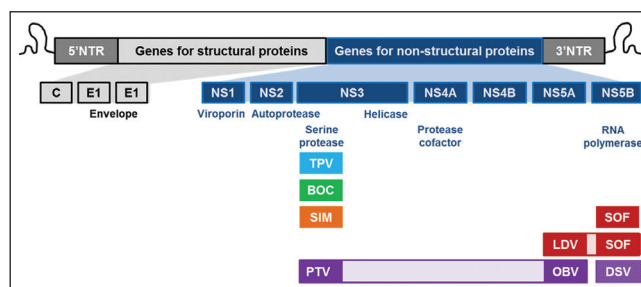 5'NTR Genes for structural proteins Genes for non-structural proteins 3'NTR
C E1 E1 NS1 NS2 NS3 NS4A NS4B NS5A NS5B
Envelope Viroporin Autoprotease Helicase
Serine protease Protease cofactor RNA polymerase
TPV
BOC
SIM SOF
LDV SOF
PTV OBV DSV